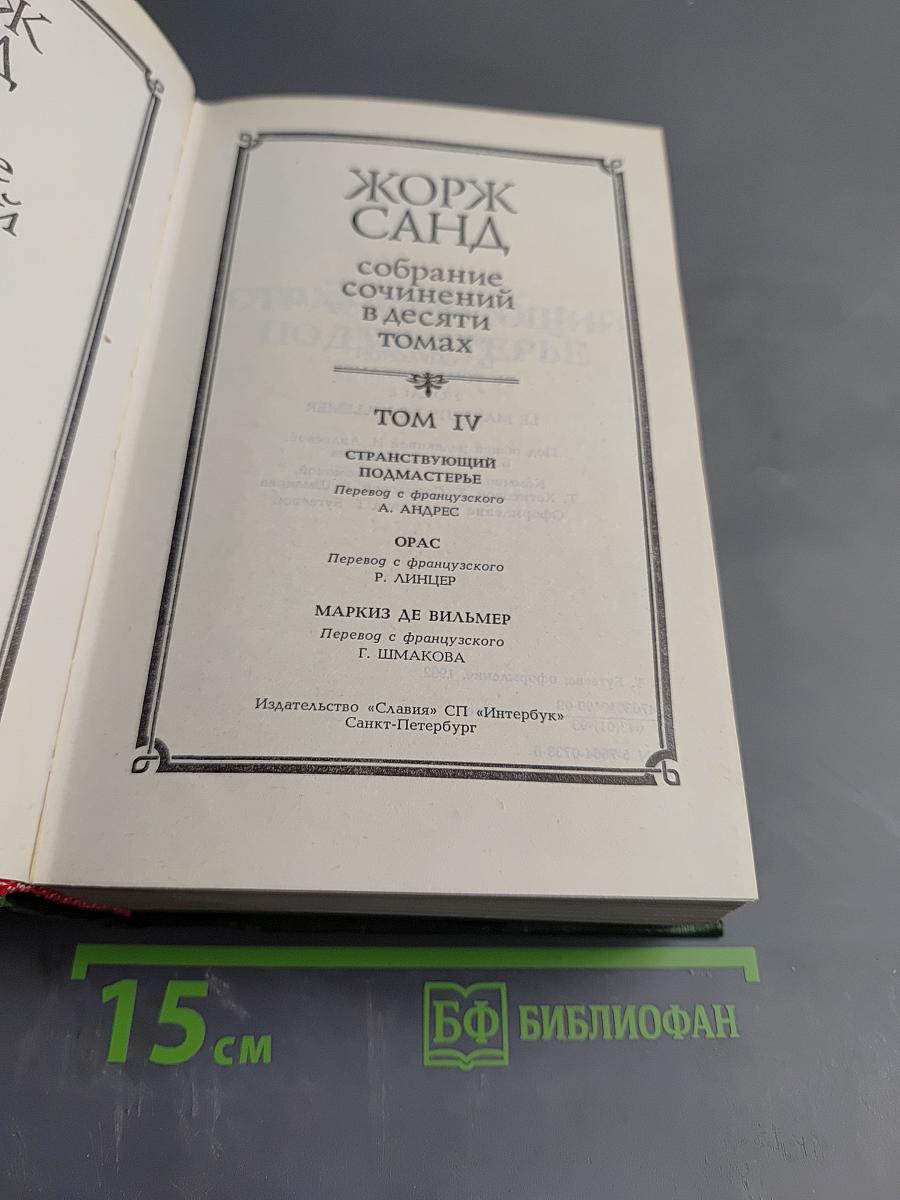 ЖОРЖ
САНД
собрание
сочинений
в десяти
томах
ТОМ IV
СТРАНСТВУЮЩИЙ
ПОДМАСТЕРЬЕ
Перевод с французского
А. АНДРЕС
ОРАС
Перевод с французского
Р. ЛИНЦЕР
МАРКИЗ ДЕ ВИЛЬМЕР
Перевод с французского
Г. ШМАКОВА
Издательство «Славия» СП «Интербук»
Санкт-Петербург
15 см
БФ БИБЛИОФАН